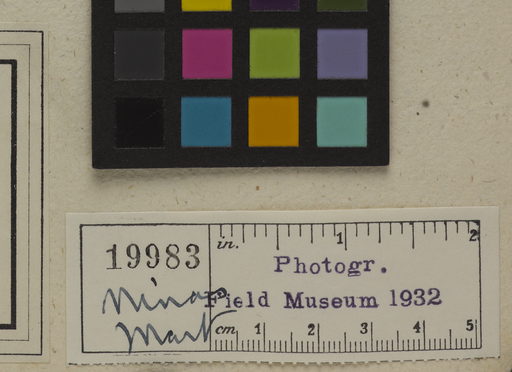 in. 1 2
19983
Photogr.
Field Museum 1932
cm 1 2 3 4 5